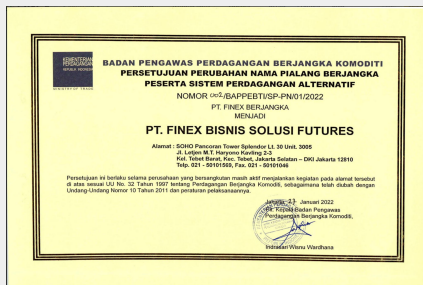 KEMENTERIAN
PERDAGANGAN
REPUBLIK INDONESIA
MINISTRY OF TRADE
BADAN PENGAWAS PERDAGANGAN BERJANGKA KOMODITI
PERSETUJUAN PERUBAHAN NAMA PIALANG BERJANGKA
PESERTA SISTEM PERDAGANGAN ALTERNATIF
NOMOR 002/BAPPEBTI/SP-PN/01/2022
PT. FINEX BERJANGKA
MENJADI
PT. FINEX BISNIS SOLUSI FUTURES
Alamat : SOHO Pancoran Tower Splendor Lt. 30 Unit. 3005
Jl. Letjen M.T. Haryono Kavling 2-3
Kel. Tebet Barat, Kec. Tebet, Jakarta Selatan – DKI Jakarta 12810
Telp. 021 - 50101569, Fax. 021 - 50101046
Persetujuan ini berlaku selama perusahaan yang bersangkutan masih aktif menjalankan kegiatan pada alamat tersebut
di atas sesuai UU No. 32 Tahun 1997 tentang Perdagangan Berjangka Komoditi, sebagaimana telah diubah dengan
Undang-Undang Nomor 10 Tahun 2011 dan peraturan pelaksanaannya.
Jakarta, 21 Januari 2022
Plt. Kepala Badan Pengawas
Perdagangan Berjangka Komoditi,
Indrasari Wisnu Wardhana